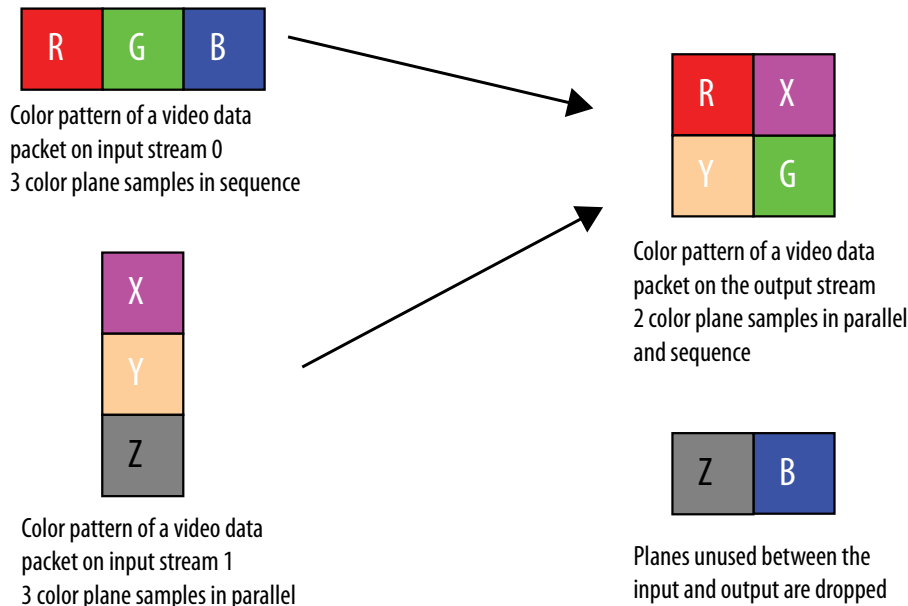 R G B
Color pattern of a video data
packet on input stream 0
3 color plane samples in sequence
X
Y
Z
Color pattern of a video data
packet on input stream 1
3 color plane samples in parallel
R X
Y G
Color pattern of a video data
packet on the output stream
2 color plane samples in parallel
and sequence
Z B
Planes unused between the
input and output are dropped